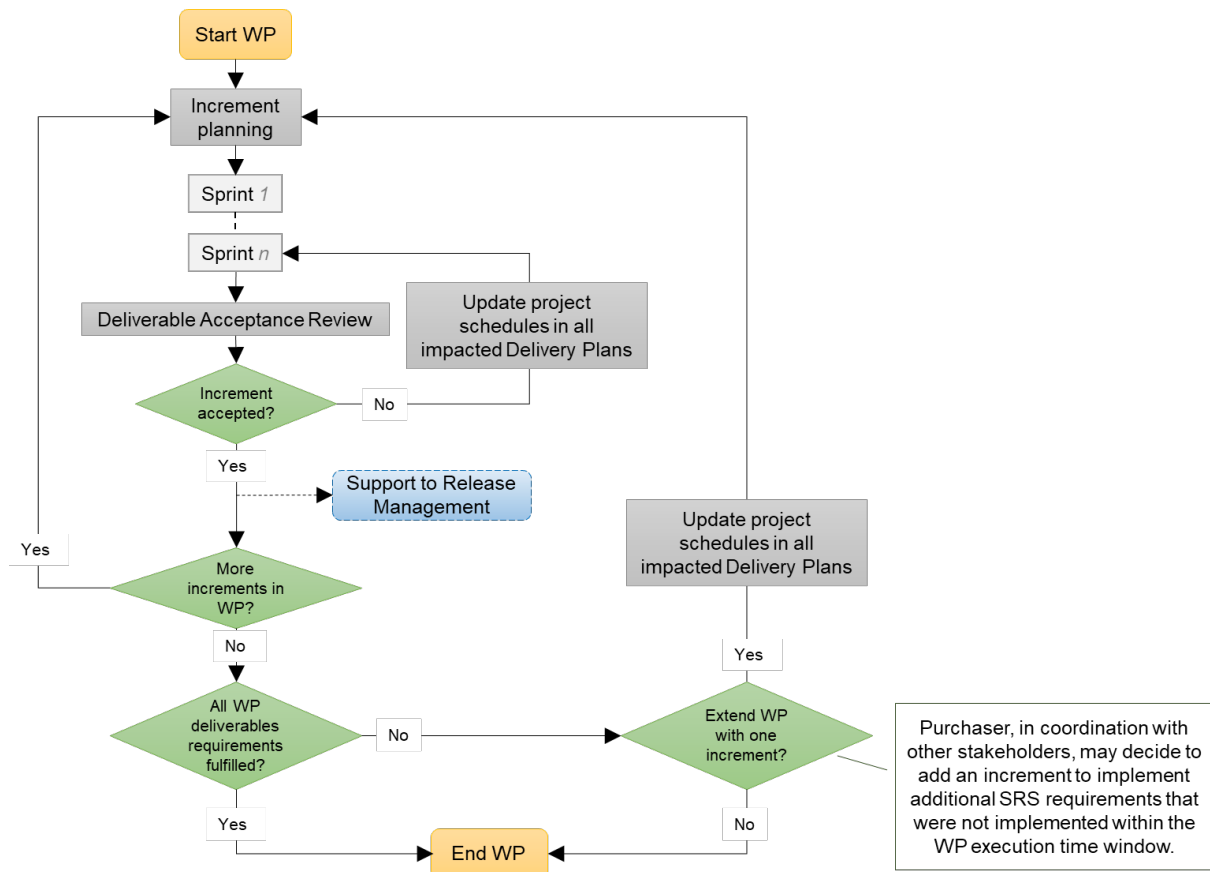 Start WP
Increment
planning
Sprint 1
Sprint n
Deliverable Acceptance Review
Update project
schedules in all
impacted Delivery Plans
Increment
accepted?
No
Yes
Support to Release
Management
Update project
schedules in all
impacted Delivery Plans
Yes
More
increments in
WP?
No
Yes
All WP
deliverables
requirements
fulfilled?
No
Extend WP
with one
increment?
Purchaser, in coordination with
other stakeholders, may decide to
add an increment to implement
additional SRS requirements that
were not implemented within the
WP execution time window.
Yes
No
End WP